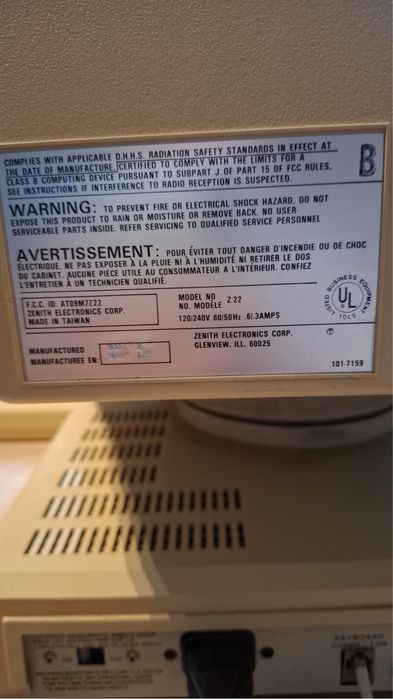 COMPLIES WITH APPLICABLE D.H.H.S. RADIATION SAFETY STANDARDS IN EFFECT AT
THE DATE OF MANUFACTURE, CERTIFIED TO COMPLY WITH THE LIMITS FOR A
CLASS B COMPUTING DEVICE PURSUANT TO SUBPART J OF PART 15 OF FCC RULES.
SEE INSTRUCTIONS IF INTERFERENCE TO RADIO RECEPTION IS SUSPECTED.
B
WARNING: TO PREVENT FIRE OR ELECTRICAL SHOCK HAZARD, DO NOT
EXPOSE THIS PRODUCT TO RAIN OR MOISTURE OR REMOVE BACK. NO USER-
SERVICEABLE PARTS INSIDE. REFER SERVICING TO QUALIFIED SERVICE PERSONNEL
AVERTISSEMENT: POUR ÉVITER TOUT DANGER D'INCENDIE OU DE CHOC
ÉLECTRIQUE, NE PAS EXPOSER À LA PLUIE NI À L'HUMIDITÉ NI RETIRER LE DOS
DU CABINET. AUCUNE PIECE UTILE AU CONSOMMATEUR A L'INTÉRIEUR. CONFIEZ
L'ENTRETIEN À UN TECHNICIEN QUALIFIÉ.
F.C.C. ID: ATO9M7Z22
ZENITH ELECTRONICS CORP.
MADE IN TAIWAN
MODEL NO
NO. MODELE Z 22
120/240V 60/50Hz .6/.3AMPS
LISTED BUSINESS EQUIPMENT
UL
10L5
MANUFACTURED
MANUFACTUREE EN:
ZENITH ELECTRONICS CORP.
GLENVIEW, ILL. 60025
101-7159
KEYBOARD
CONNECTOR